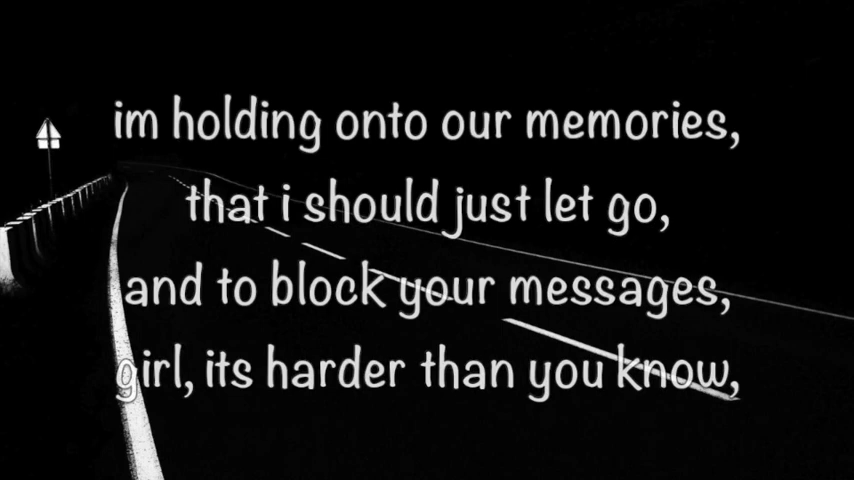 im holding onto our memories,
that i should just let go,
and to block your messages,
girl, its harder than you know,